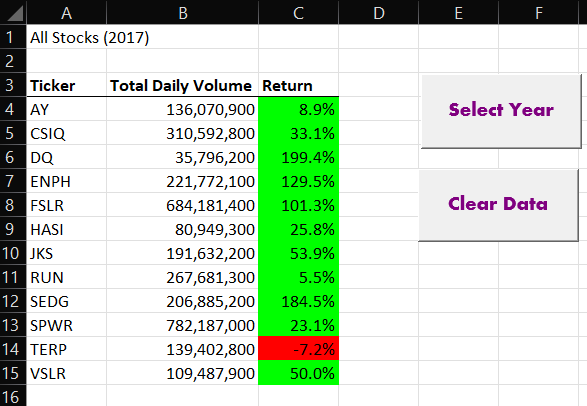 A B C D E F
1 All Stocks (2017)
2
3 Ticker Total Daily Volume Return
4 AY 136,070,900 8.9% Select Year
5 CSIQ 310,592,800 33.1%
6 DQ 35,796,200 199.4%
7 ENPH 221,772,100 129.5%
8 FSLR 684,181,400 101.3% Clear Data
9 HASI 80,949,300 25.8%
10 JKS 191,632,200 53.9%
11 RUN 267,681,300 5.5%
12 SEDG 206,885,200 184.5%
13 SPWR 782,187,000 23.1%
14 TERP 139,402,800 -7.2%
15 VSLR 109,487,900 50.0%
16